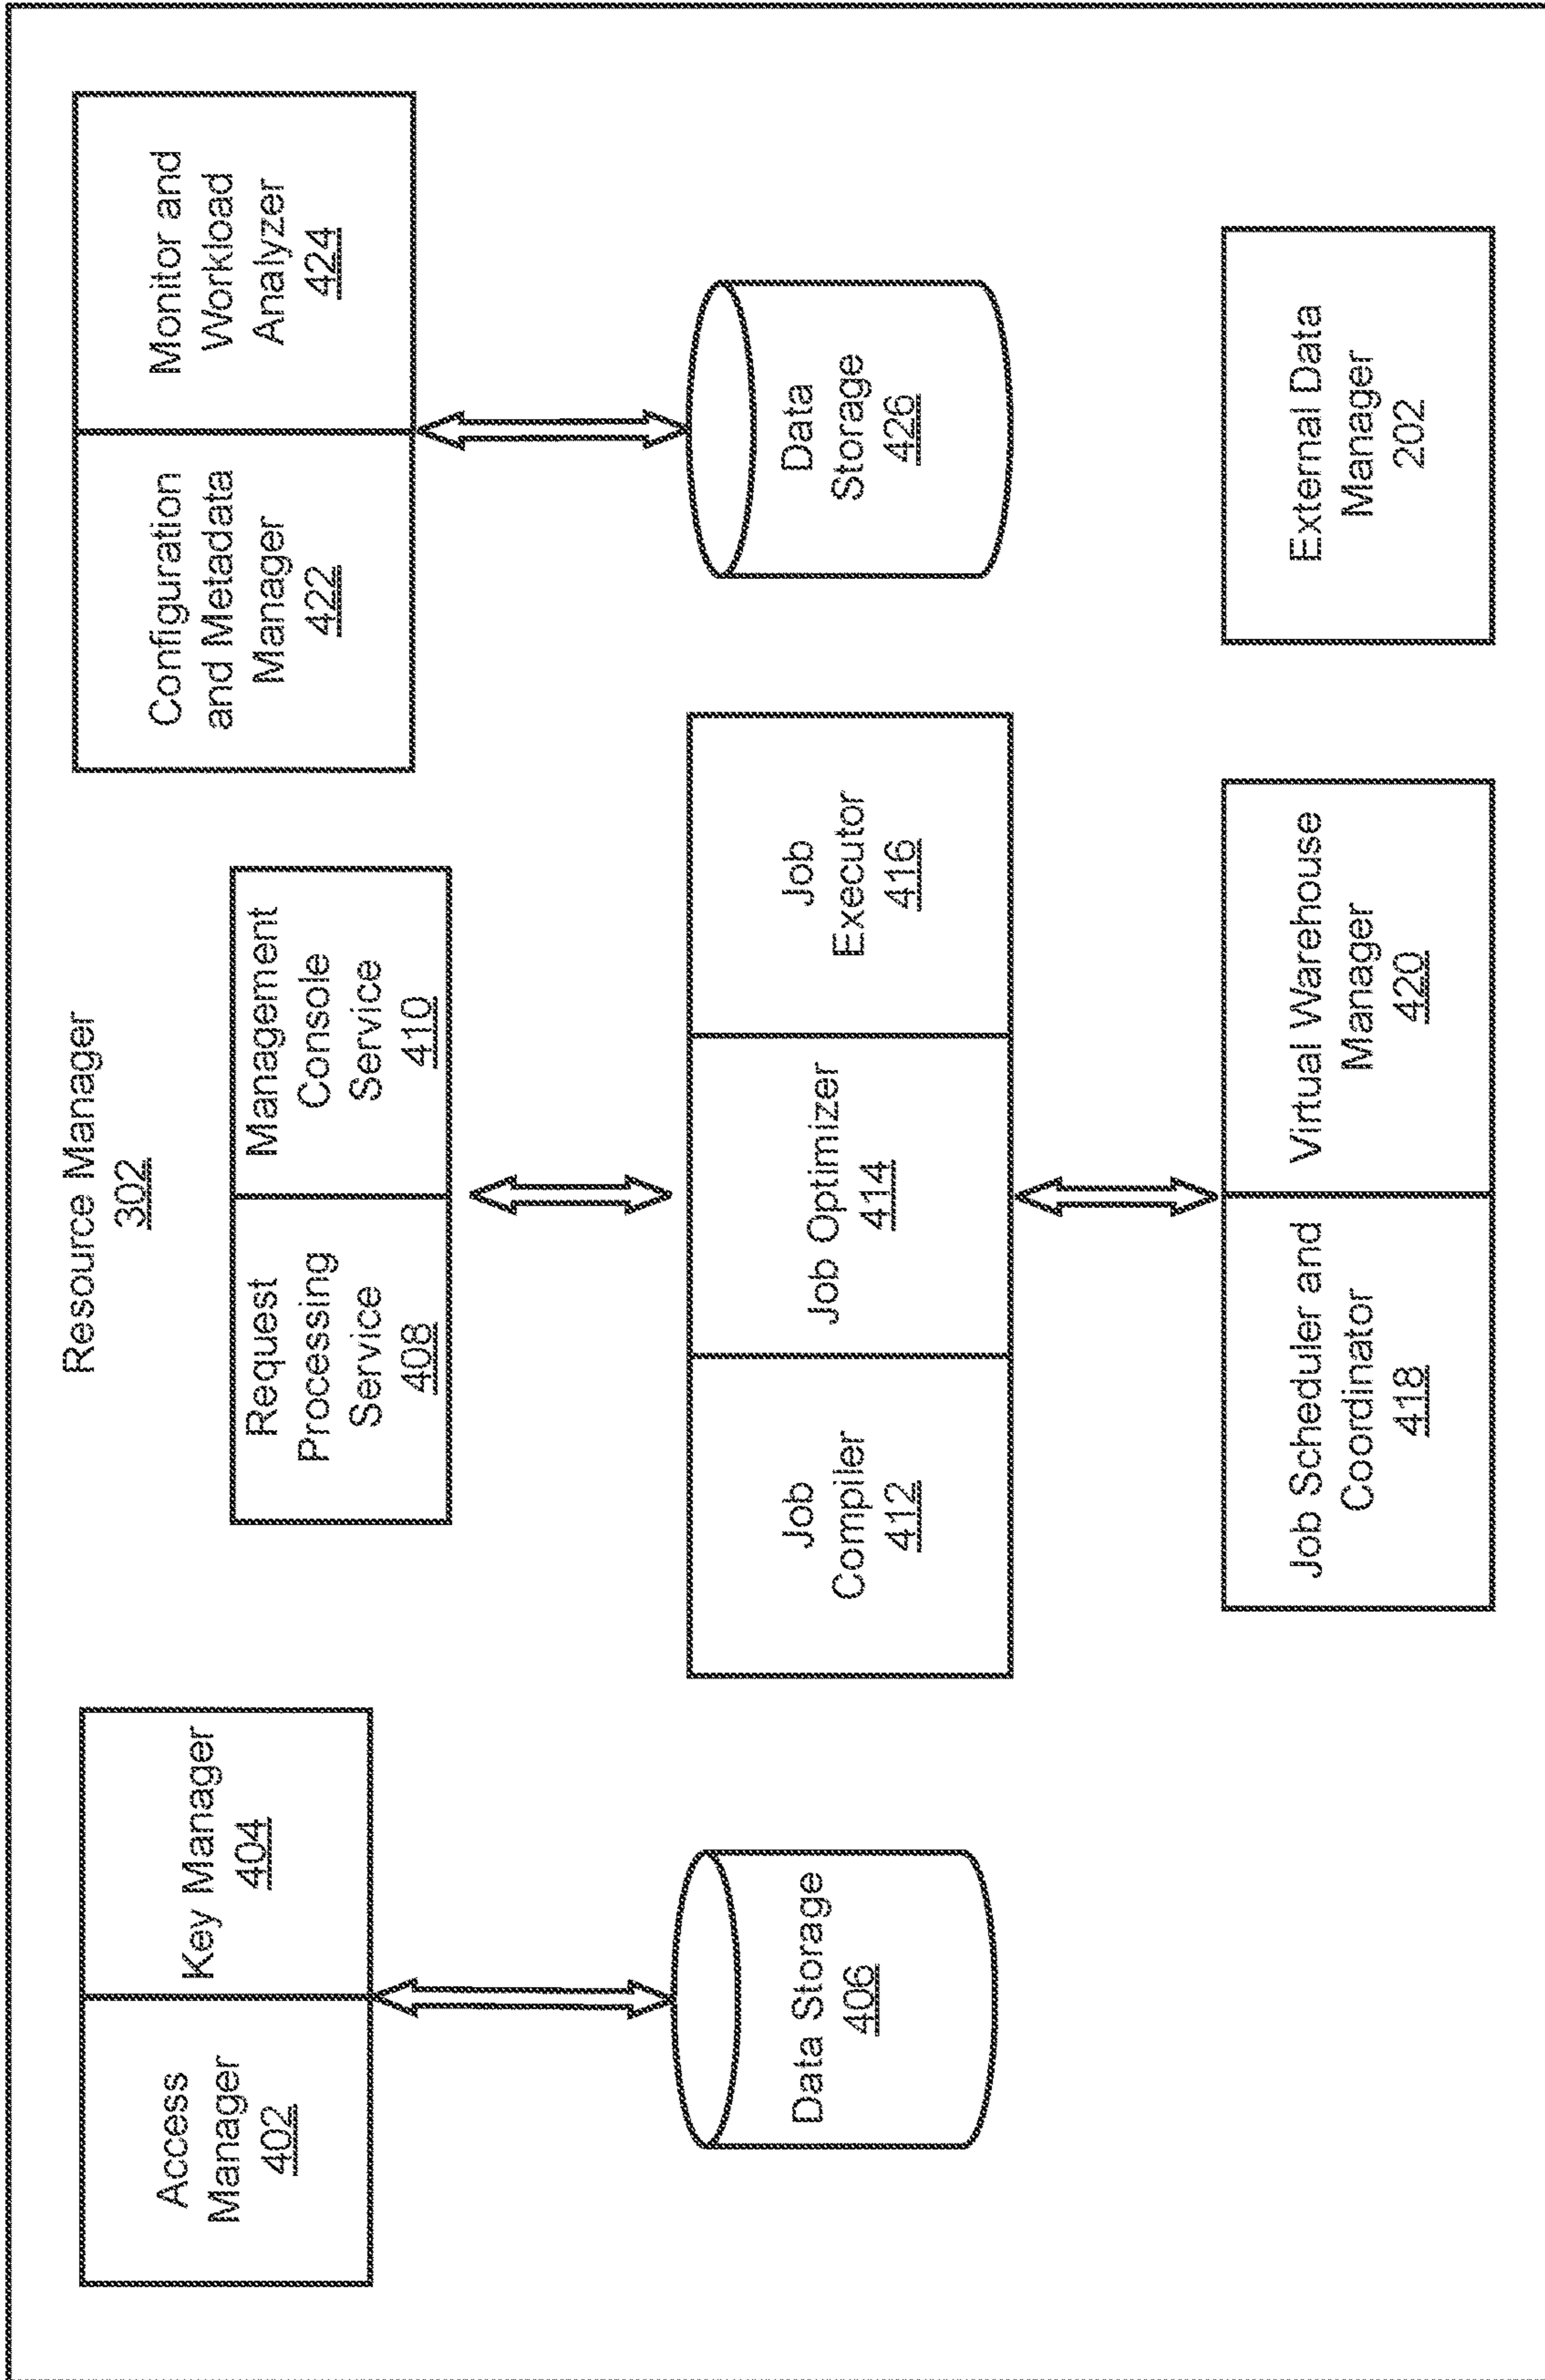 Resource Manager
302
Access
Manager
402
Key Manager
404
Request
Processing
Service
408
Management
Console
Service
410
Configuration
and Metadata
Manager
422
Monitor and
Workload
Analyzer
424
Data Storage
406
Job
Compiler
412
Job Optimizer
414
Job
Executor
416
Data
Storage
426
Job Scheduler and
Coordinator
418
Virtual Warehouse
Manager
420
External Data
Manager
202